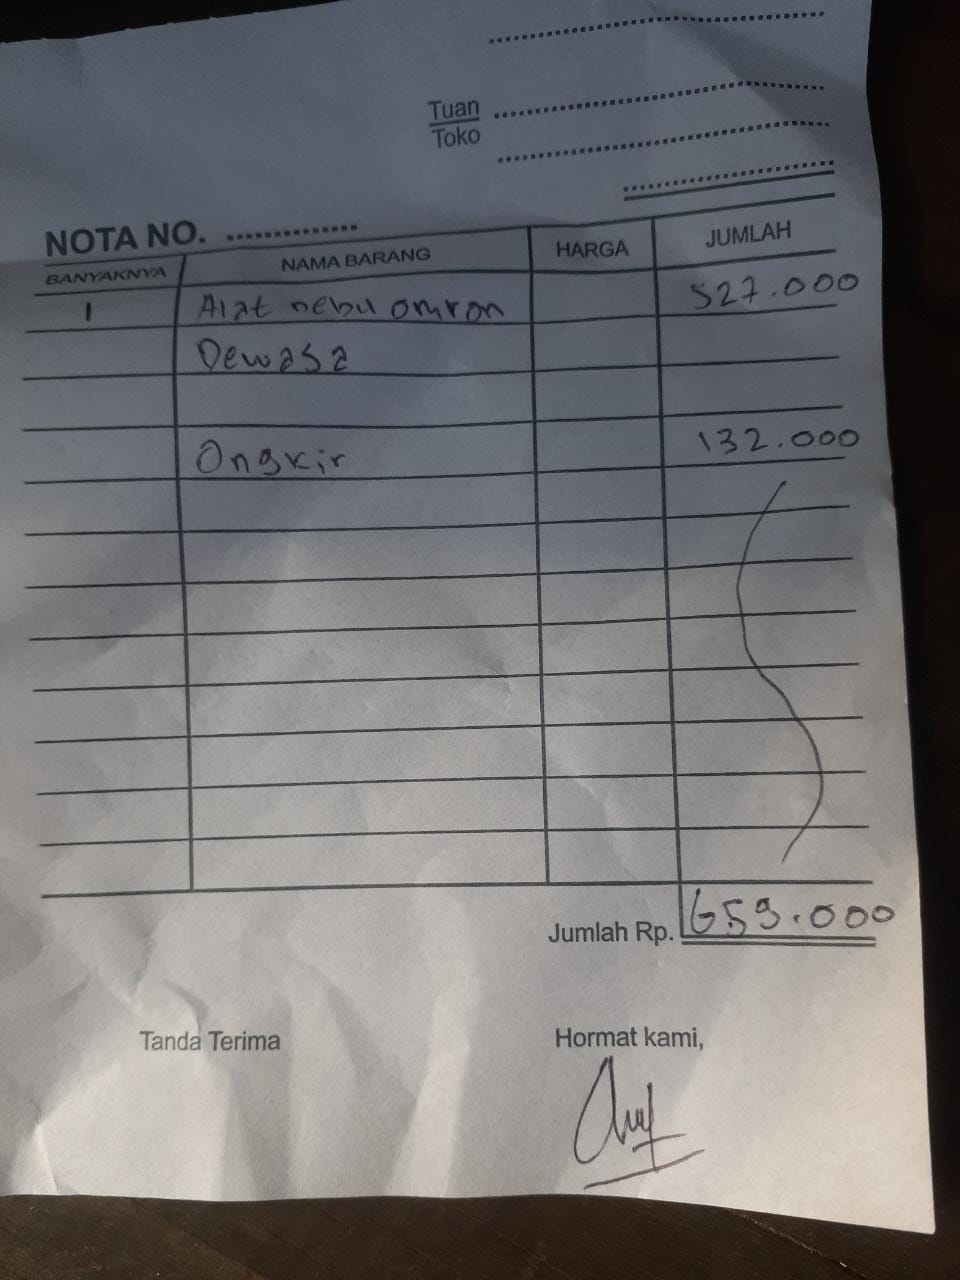 Tuan
Toko
NOTA NO.
BANYAKNYA NAMA BARANG HARGA JUMLAH
1 Alat nebu omron 527.000
Dewasa
Ongkir 132.000
Jumlah Rp. 659.000
Tanda Terima Hormat kami,